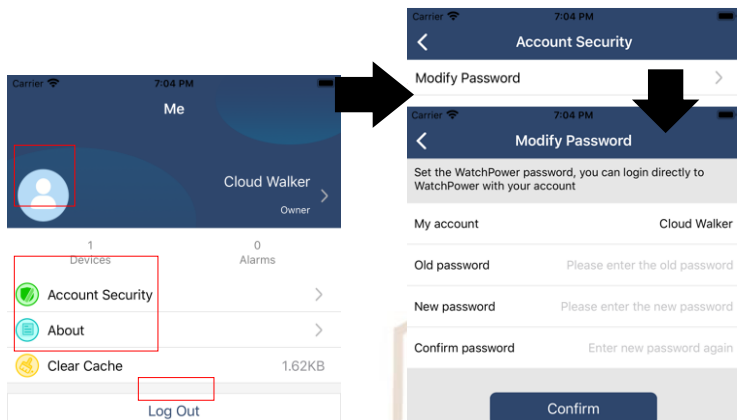 Carrier 7:04 PM
Me
Cloud Walker
Owner
1 0
Devices Alarms
Account Security
About
Clear Cache 1.62KB
Log Out
Carrier 7:04 PM
Account Security
Modify Password
Carrier 7:04 PM
Modify Password
Set the WatchPower password, you can login directly to
WatchPower with your account
My account Cloud Walker
Old password Please enter the old password
New password Please enter the new password
Confirm password Enter new password again
Confirm